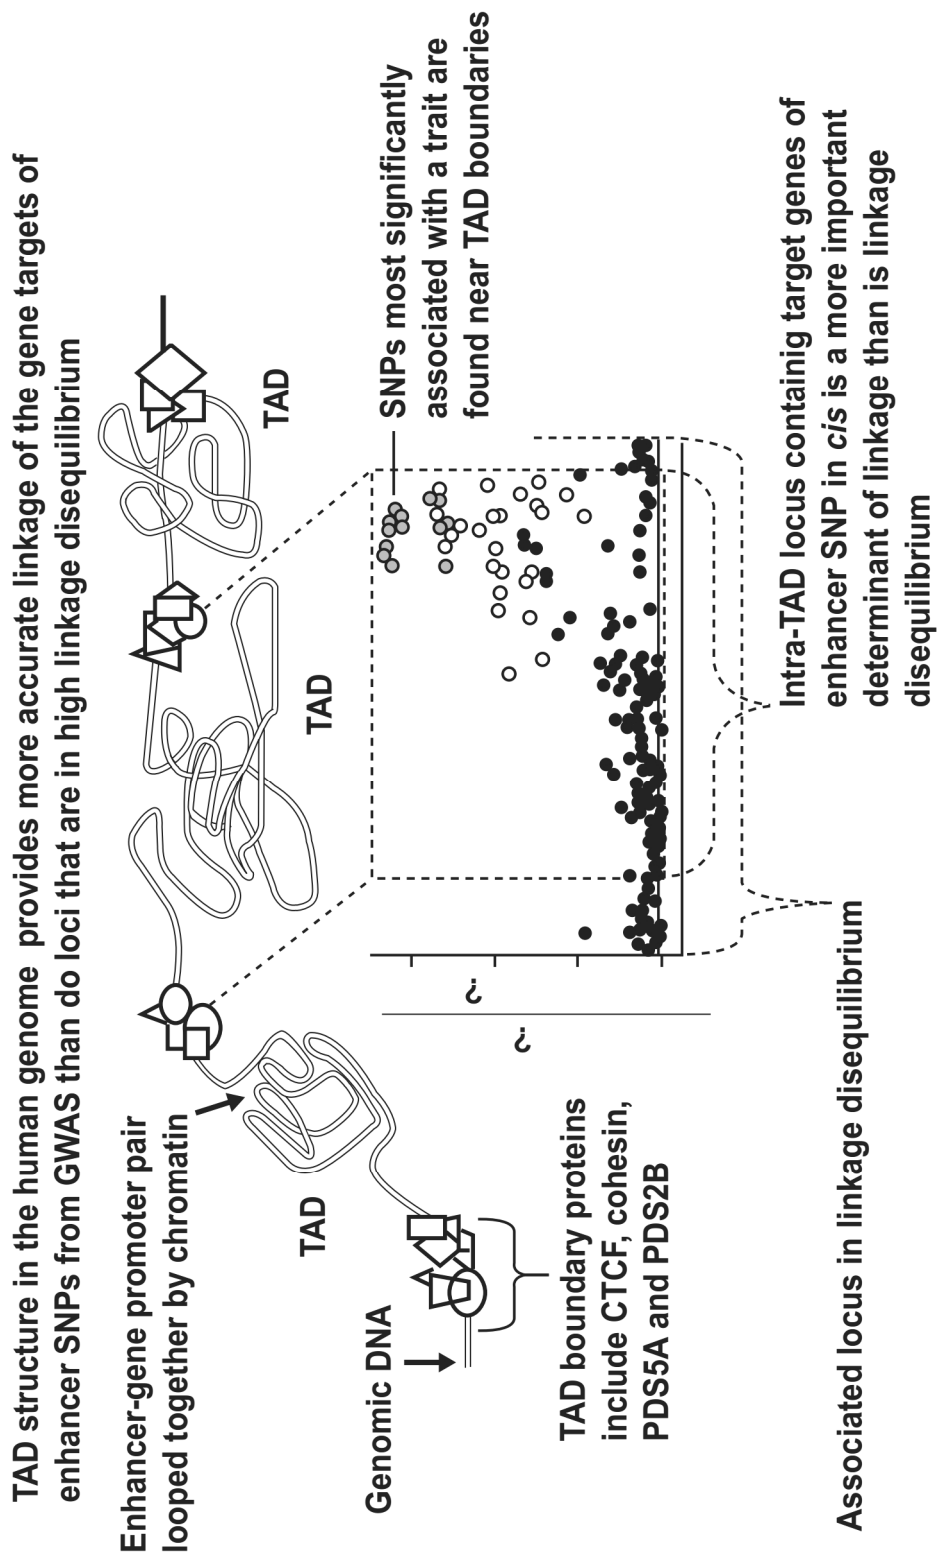 TAD structure in the human genome provides more accurate linkage of the gene targets of
enhancer SNPs from GWAS than do loci that are in high linkage disequilibrium
Enhancer-gene promoter pair
looped together by chromatin
TAD
TAD
TAD
Genomic DNA
TAD boundary proteins
include CTCF, cohesin,
PDS5A and PDS2B
?
?
SNPs most significantly
associated with a trait are
found near TAD boundaries
Intra-TAD locus containig target genes of
enhancer SNP in cis is a more important
determinant of linkage than is linkage
disequilibrium
Associated locus in linkage disequilibrium